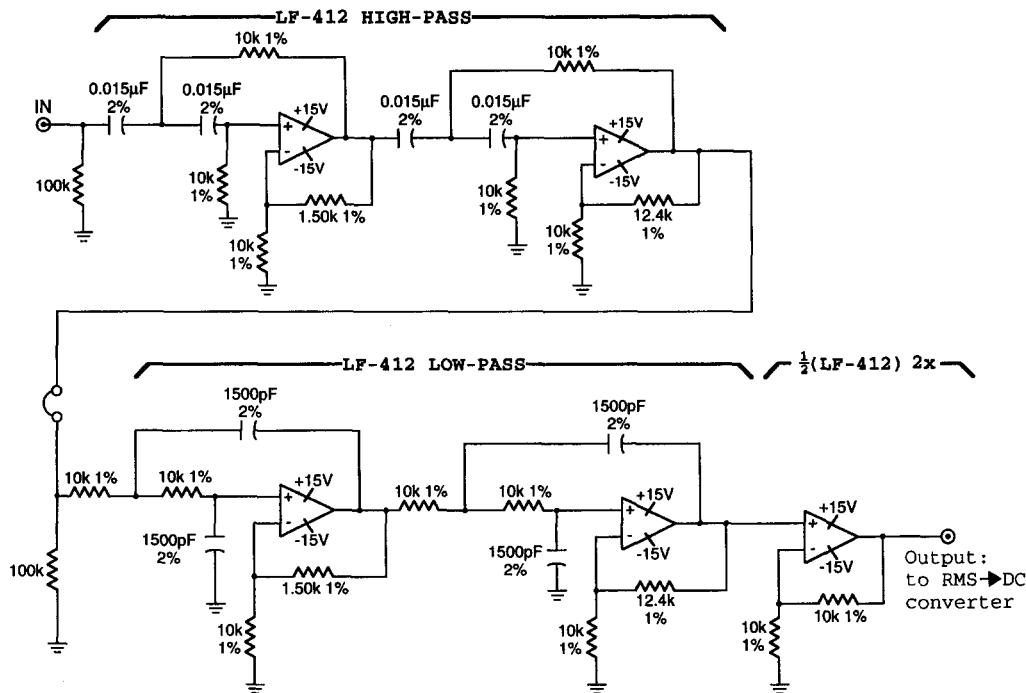 LF-412 HIGH-PASS
10k 1%
10k 1%
0.015µF
2%
0.015µF
2%
0.015µF
2%
0.015µF
2%
IN
+15V
+
-
-15V
+15V
+
-
-15V
100k
10k
1%
1.50k 1%
10k
1%
10k
1%
12.4k
1%
10k
1%
LF-412 LOW-PASS
½(LF-412) 2x
1500pF
2%
1500pF
2%
10k 1%
10k 1%
+15V
+
-
-15V
10k 1%
10k 1%
+15V
+
-
-15V
+15V
+
-
-15V
1500pF
2%
1500pF
2%
100k
1.50k 1%
10k
1%
12.4k
1%
10k
1%
10k 1%
10k
1%
Output:
to RMS→DC
converter